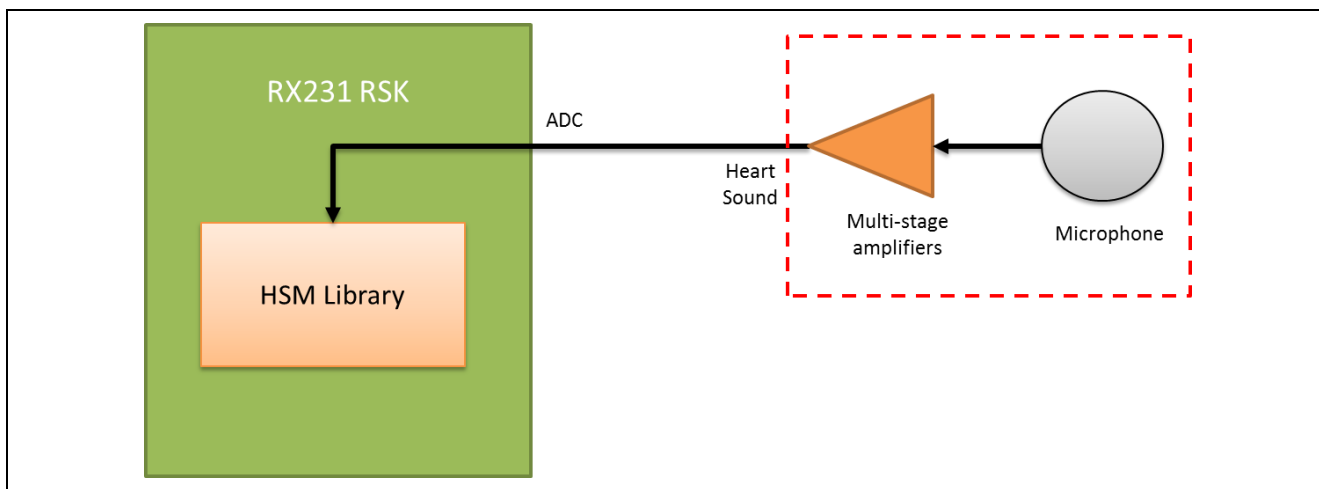 RX231 RSK
ADC
Heart
Sound
Multi-stage
amplifiers
Microphone
HSM Library